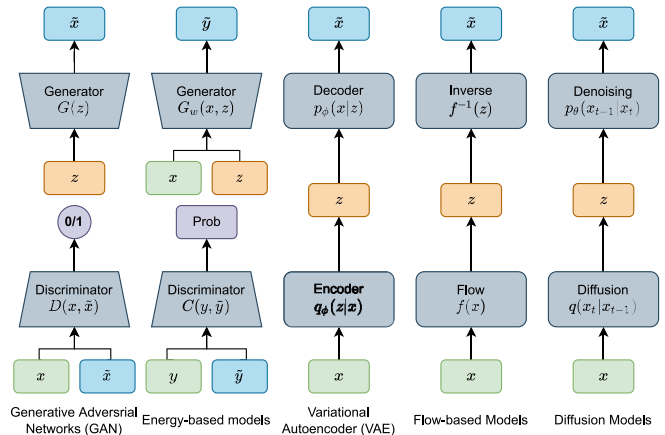 x̃
Generator
G(z)
z
0/1
Discriminator
D(x, x̃)
x x̃
Generative Adversrial
Networks (GAN)
ỹ
Generator
G_w(x, z)
x z
Prob
Discriminator
C(y, ỹ)
y ỹ
Energy-based models
x̃
Decoder
p_ϕ(x|z)
z
Encoder
q_ϕ(z|x)
x
Variational
Autoencoder (VAE)
x̃
Inverse
f⁻¹(z)
z
Flow
f(x)
x
Flow-based Models
x̃
Denoising
p_θ(x_{t−1}|x_t)
z
Diffusion
q(x_t|x_{t−1})
x
Diffusion Models